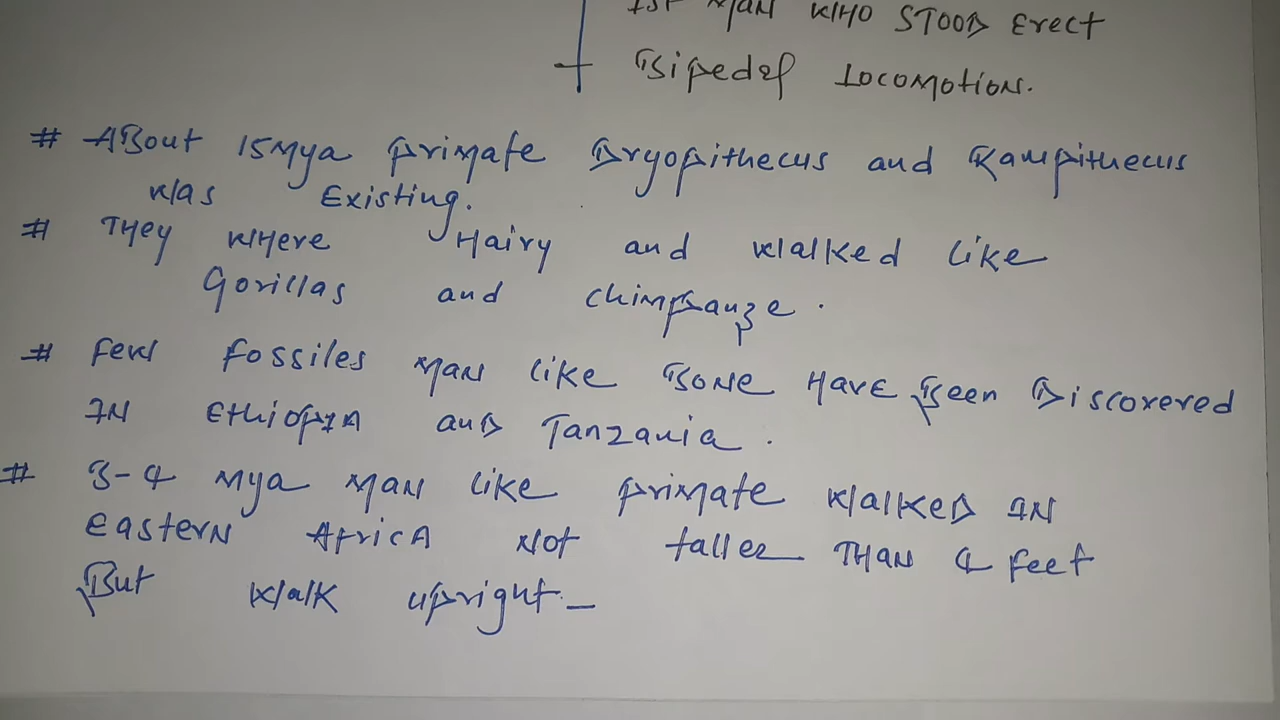 1st man who stood erect
Bipedal locomotion.
# About 15mya primate Dryopithecus and Rampithecus
was Existing.
# They where Hairy and walked like
Gorillas and chimpanze.
# Few fossiles man like Bone Have Been Discovered
In Ethiopia and Tanzania.
# 3-4 mya man like primate walked In
Eastern Africa Not taller Than 4 feet
But walk upright -